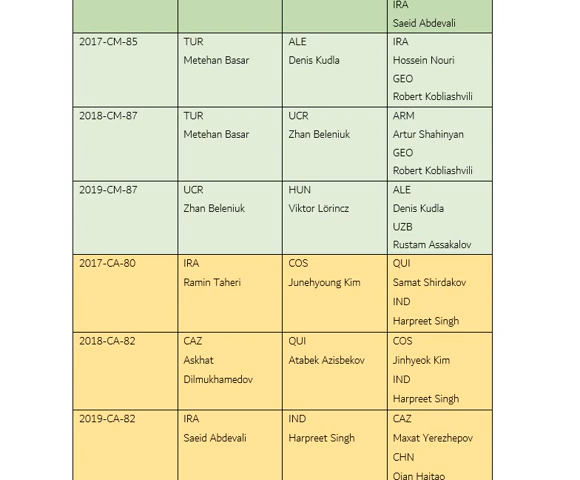 IRA
Saeid Abdevali
2017-CM-85
TUR
Metehan Basar
ALE
Denis Kudla
IRA
Hossein Nouri
GEO
Robert Kobliashvili
2018-CM-87
TUR
Metehan Basar
UCR
Zhan Beleniuk
ARM
Artur Shahinyan
GEO
Robert Kobliashvili
2019-CM-87
UCR
Zhan Beleniuk
HUN
Viktor Lörincz
ALE
Denis Kudla
UZB
Rustam Assakalov
2017-CA-80
IRA
Ramin Taheri
COS
Junehyoung Kim
QUI
Samat Shirdakov
IND
Harpreet Singh
2018-CA-82
CAZ
Askhat
Dilmukhamedov
QUI
Atabek Azisbekov
COS
Jinhyeok Kim
IND
Harpreet Singh
2019-CA-82
IRA
Saeid Abdevali
IND
Harpreet Singh
CAZ
Maxat Yerezhepov
CHN
Qian Haitao